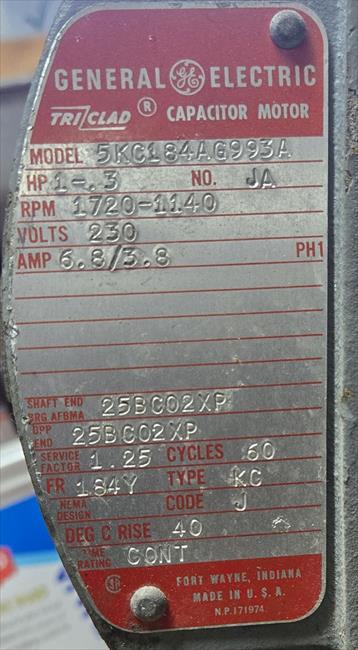 GENERAL GE ELECTRIC
TRI CLAD ® CAPACITOR MOTOR
MODEL 5KC184AG993A
HP 1-.3 NO. JA
RPM 1720-1140
VOLTS 230
AMP 6.8/3.8 PH1
SHAFT END
BRG AFBMA 25BC02XP
OPP
END 25BC02XP
SERVICE
FACTOR 1.25 CYCLES 60
FR 184Y TYPE KC
NEMA
DESIGN CODE J
DEG C RISE 40
TIME
RATING CONT
FORT WAYNE, INDIANA
MADE IN U.S.A.
N.P.171974